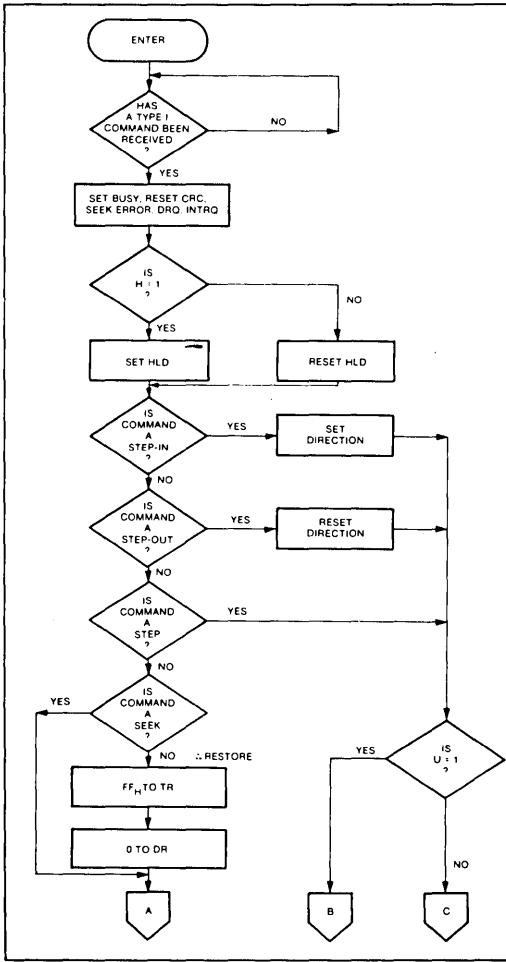 ENTER
HAS
A TYPE I
COMMAND BEEN
RECEIVED
?
NO
YES
SET BUSY, RESET CRC,
SEEK ERROR, DRQ, INTRQ
IS
H = 1
?
NO
YES
SET HLD
RESET HLD
IS
COMMAND
A
STEP-IN
?
YES
SET
DIRECTION
NO
IS
COMMAND
A
STEP-OUT
?
YES
RESET
DIRECTION
NO
IS
COMMAND
A
STEP
?
YES
NO
IS
COMMAND
A
SEEK
?
YES
NO ∴ RESTORE
IS
U = 1
?
YES
NO
FFH TO TR
0 TO DR
A
B
C